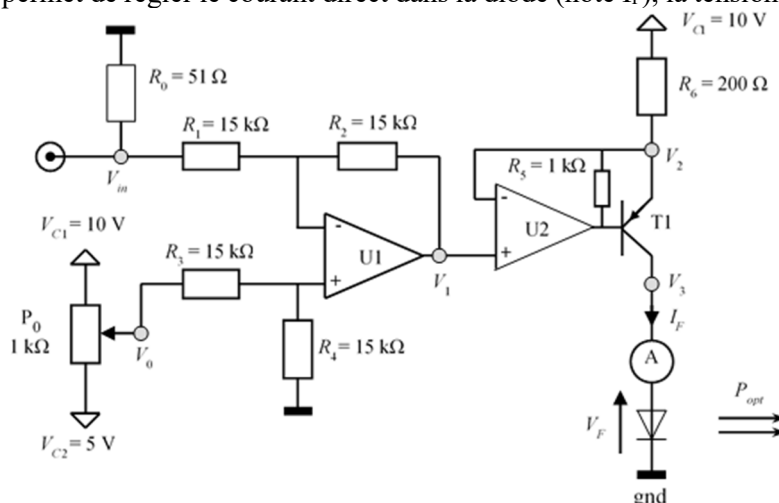 permet de régler le courant direct dans la diode (noté I_F), la tension
V_C1 = 10 V
R_0 = 51 Ω
R_6 = 200 Ω
R_1 = 15 kΩ
R_2 = 15 kΩ
V_in
R_5 = 1 kΩ
V_2
-
-
U2
T1
V_C1 = 10 V
R_3 = 15 kΩ
U1
+
+
V_1
V_3
P_0
1 kΩ
V_0
I_F
R_4 = 15 kΩ
A
P_opt
V_F
V_C2 = 5 V
gnd